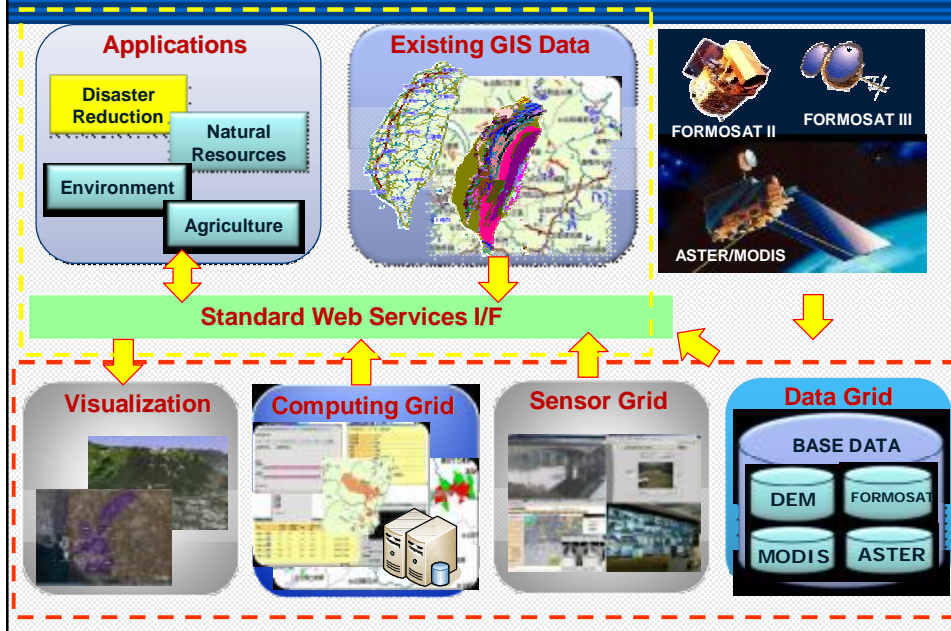 Applications
Disaster
Reduction
Natural
Resources
Environment
Agriculture
Existing GIS Data
FORMOSAT II
FORMOSAT III
ASTER/MODIS
Standard Web Services I/F
Visualization
Computing Grid
Sensor Grid
Data Grid
BASE DATA
DEM
FORMOSAT
MODIS
ASTER